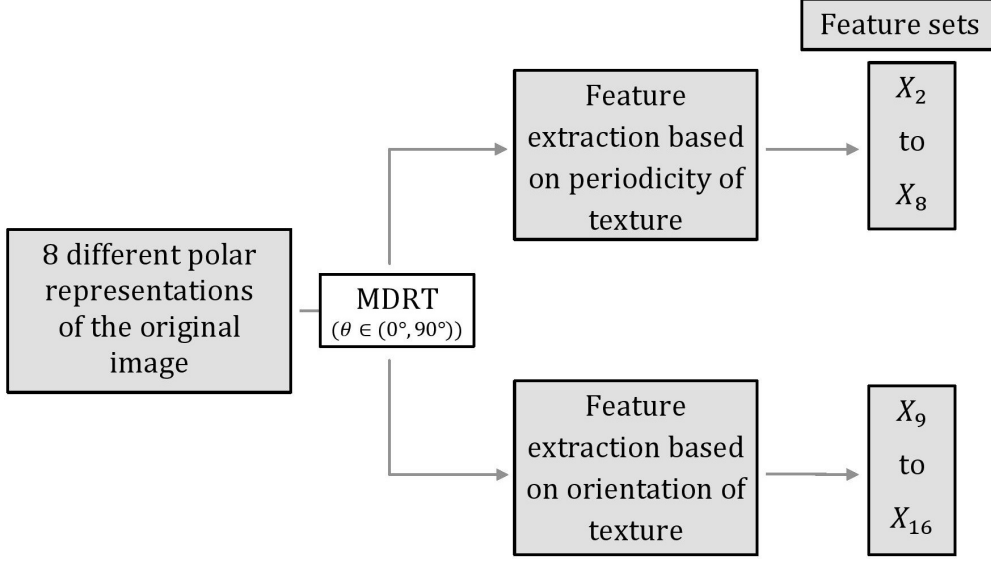 Feature sets
8 different polar
representations
of the original
image
MDRT
(θ ∈ (0°, 90°))
Feature
extraction based
on periodicity of
texture
X₂
to
X₈
Feature
extraction based
on orientation of
texture
X₉
to
X₁₆